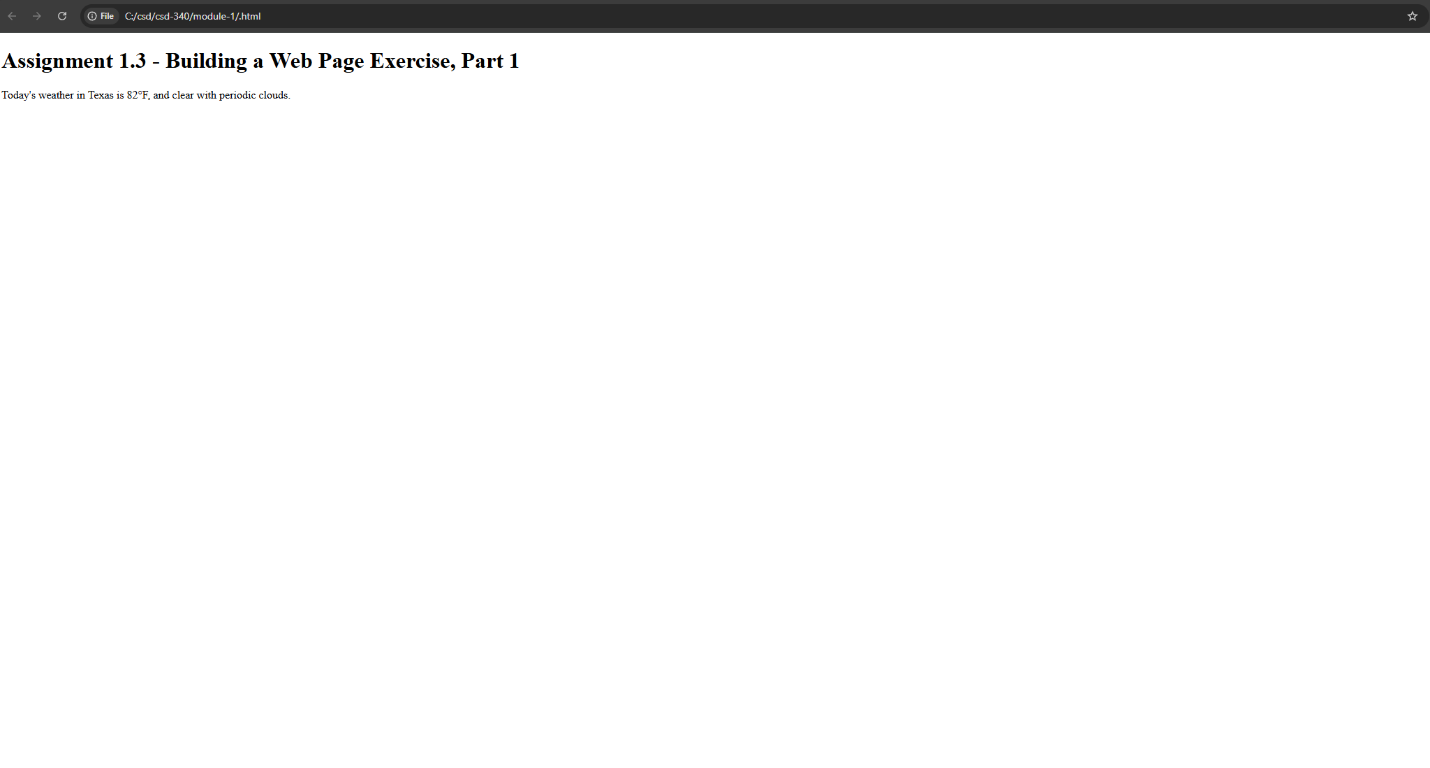 File C:/csd/csd-340/module-1/.html
Assignment 1.3 - Building a Web Page Exercise, Part 1
Today's weather in Texas is 82°F, and clear with periodic clouds.